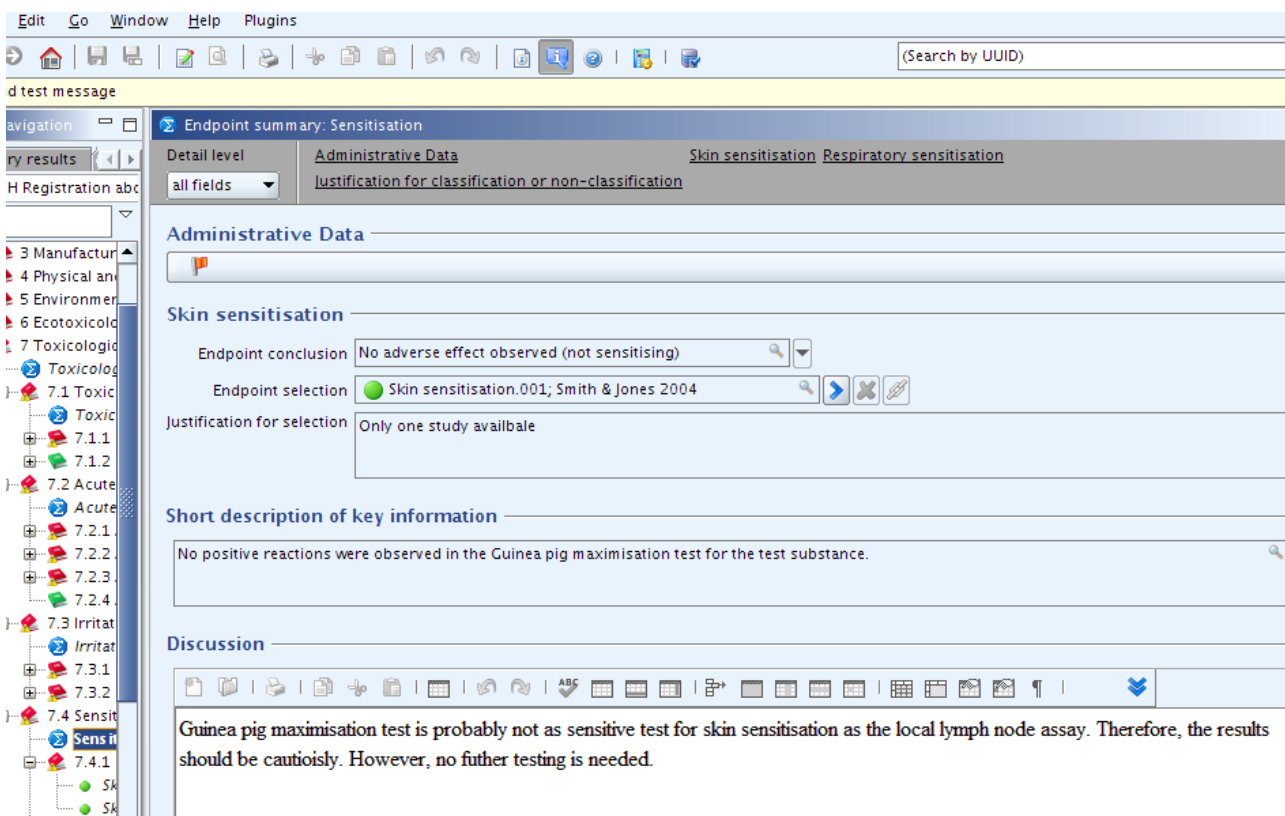 Edit Go Window Help Plugins
(Search by UUID)
d test message
avigation
Endpoint summary: Sensitisation
ry results
Detail level
Administrative Data
Skin sensitisation Respiratory sensitisation
H Registration abc
all fields
Justification for classification or non-classification
Administrative Data
3 Manufactur
4 Physical an
5 Environmer
6 Ecotoxicolo
7 Toxicologic
Toxicolog
7.1 Toxic
Toxic
7.1.1
7.1.2
7.2 Acute
Acute
7.2.1
7.2.2
7.2.3
7.2.4
7.3 Irritat
Irritat
7.3.1
7.3.2
7.4 Sensit
Sensit
7.4.1
Sk
Sk
Skin sensitisation
Endpoint conclusion No adverse effect observed (not sensitising)
Endpoint selection Skin sensitisation.001; Smith & Jones 2004
Justification for selection Only one study availbale
Short description of key information
No positive reactions were observed in the Guinea pig maximisation test for the test substance.
Discussion
ABC
Guinea pig maximisation test is probably not as sensitive test for skin sensitisation as the local lymph node assay. Therefore, the results
should be cautioisly. However, no futher testing is needed.